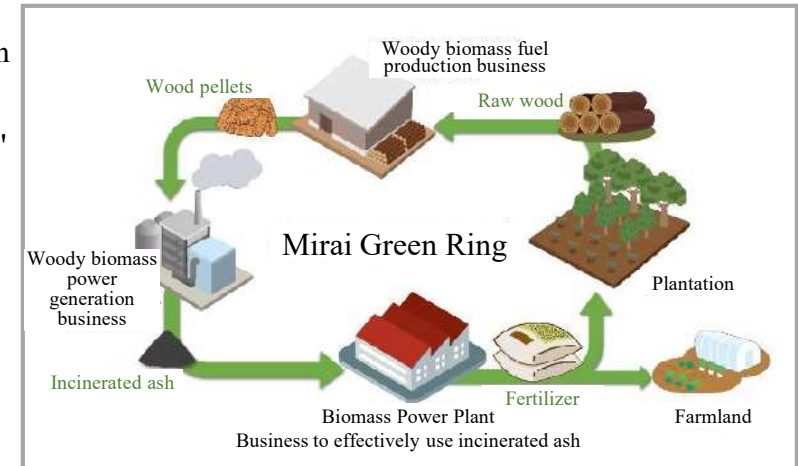 Woody biomass fuel
production business
Wood pellets
Raw wood
Mirai Green Ring
Woody biomass
power
generation
business
Plantation
Incinerated ash
Fertilizer
Biomass Power Plant
Farmland
Business to effectively use incinerated ash